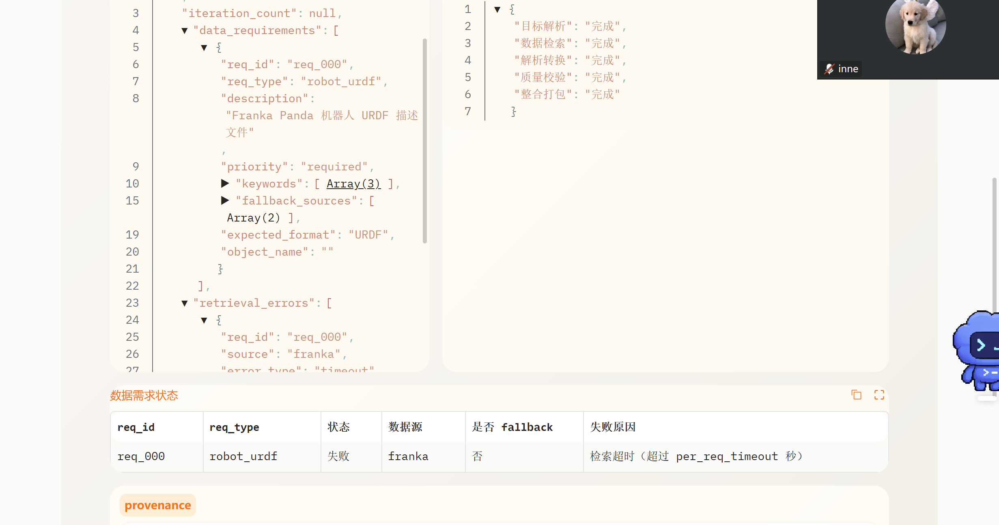 3 "iteration_count": null,
4 ▼ "data_requirements": [
5 ▼ {
6 "req_id": "req_000",
7 "req_type": "robot_urdf",
8 "description":
"Franka Panda 机器人 URDF 描述
文件"
,
9 "priority": "required",
10 ▶ "keywords": [ Array(3) ],
15 ▶ "fallback_sources": [
Array(2) ],
19 "expected_format": "URDF",
20 "object_name": ""
21 }
22 ],
23 ▼ "retrieval_errors": [
24 ▼ {
25 "req_id": "req_000",
26 "source": "franka",
27 "error_type": "timeout"
1 ▼ {
2 "目标解析": "完成",
3 "数据检索": "完成",
4 "解析转换": "完成",
5 "质量校验": "完成",
6 "整合打包": "完成"
7 }
inne
数据需求状态
req_id req_type 状态 数据源 是否 fallback 失败原因
req_000 robot_urdf 失败 franka 否 检索超时（超过 per_req_timeout 秒）
provenance